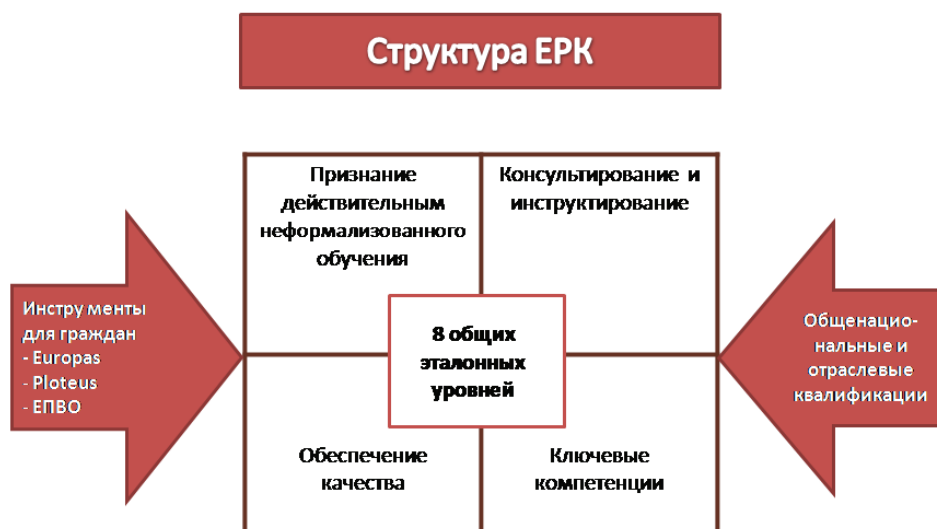 Структура ЕРК
Признание
действительным
неформализованного
обучения
Консультирование и
инструктирование
Инстру менты
для граждан
- Europas
- Ploteus
- ЕПВО
8 общих
эталонных
уровней
Общенацио-
нальные и
отраслевые
квалификации
Обеспечение
качества
Ключевые
компетенции